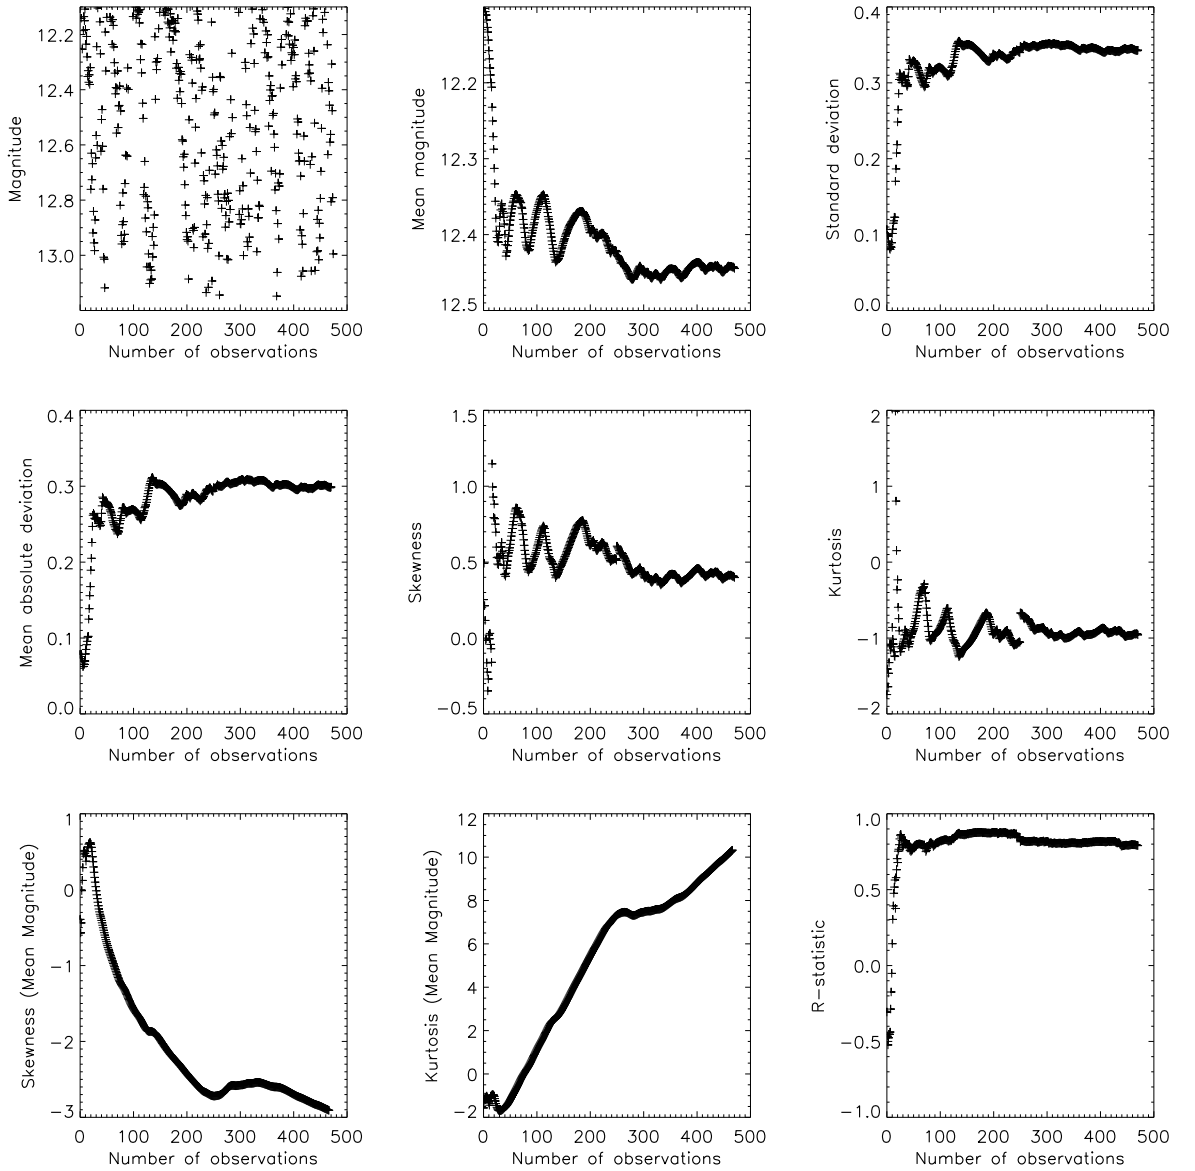 12.2
12.4
12.6
12.8
13.0
Magnitude
0 100 200 300 400 500
Number of observations
12.2
12.3
12.4
12.5
Mean magnitude
0 100 200 300 400 500
Number of observations
0.4
0.3
0.2
0.1
0.0
Standard deviation
0 100 200 300 400 500
Number of observations
0.4
0.3
0.2
0.1
0.0
Mean absolute deviation
0 100 200 300 400 500
Number of observations
1.5
1.0
0.5
0.0
−0.5
Skewness
0 100 200 300 400 500
Number of observations
2
1
0
−1
−2
Kurtosis
0 100 200 300 400 500
Number of observations
1
0
−1
−2
−3
Skewness (Mean Magnitude)
0 100 200 300 400 500
Number of observations
12
10
8
6
4
2
0
−2
Kurtosis (Mean Magnitude)
0 100 200 300 400 500
Number of observations
1.0
0.5
0.0
−0.5
−1.0
R−statistic
0 100 200 300 400 500
Number of observations